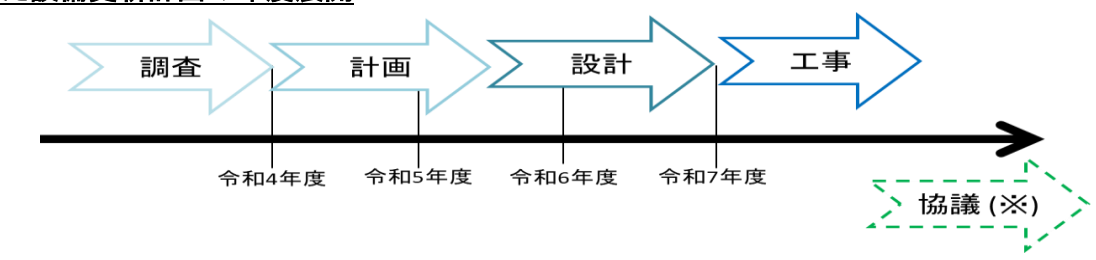 調査
計画
設計
工事
令和4年度
令和5年度
令和6年度
令和7年度
協議(※)